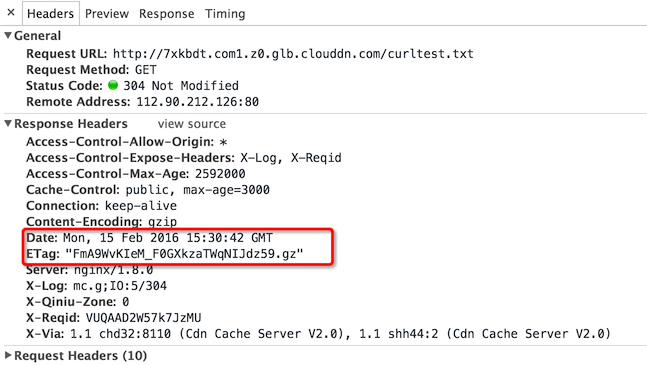 × Headers Preview Response Timing
▼General
Request URL: http://7xkbdt.com1.z0.glb.clouddn.com/curltest.txt
Request Method: GET
Status Code: 304 Not Modified
Remote Address: 112.90.212.126:80
▼Response Headers view source
Access-Control-Allow-Origin: *
Access-Control-Expose-Headers: X-Log, X-Reqid
Access-Control-Max-Age: 2592000
Cache-Control: public, max-age=3000
Connection: keep-alive
Content-Encoding: gzip
Date: Mon, 15 Feb 2016 15:30:42 GMT
ETag: "FmA9WvKIeM_F0GXkzaTWqNIJdz59.gz"
Server: nginx/1.8.0
X-Log: mc.g;IO:5/304
X-Qiniu-Zone: 0
X-Reqid: VUQAAD2W57k7JzMU
X-Via: 1.1 chd32:8110 (Cdn Cache Server V2.0), 1.1 shh44:2 (Cdn Cache Server V2.0)
▶Request Headers (10)